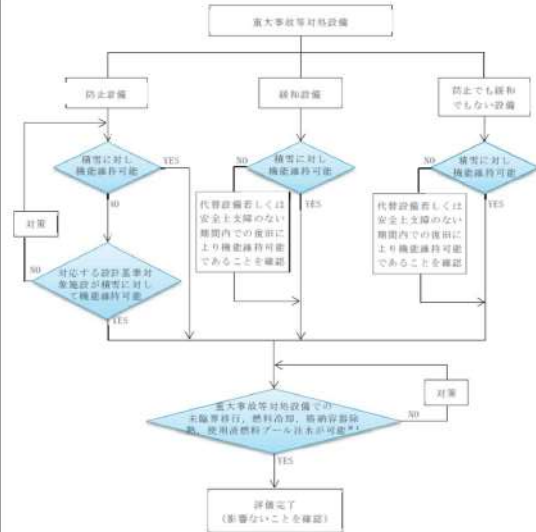 重大事故等対処設備
防止設備
緩和設備
防止でも緩和
でもない設備
積雪に対し
機能維持可能
YES
NO
対策
対応する設計基準対
象施設が積雪に対し
て機能維持可能
NO
YES
積雪に対し
機能維持可能
NO
YES
代替設備若しくは
安全上支障のない
期間内での復旧に
より機能維持可能
であることを確認
積雪に対し
機能維持可能
NO
YES
代替設備若しくは
安全上支障のない
期間内での復旧に
より機能維持可能
であることを確認
重大事故等対処設備での
未臨界移行，燃料冷却，格納容器除
熱，使用済燃料プール注水が可能
対策
NO
YES
評価完了
（影響ないことを確認）